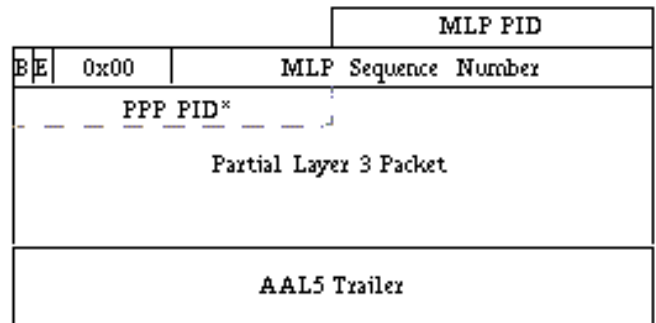 MLP PID
B E 0x00 MLP Sequence Number
PPP PID*
Partial Layer 3 Packet
AAL5 Trailer